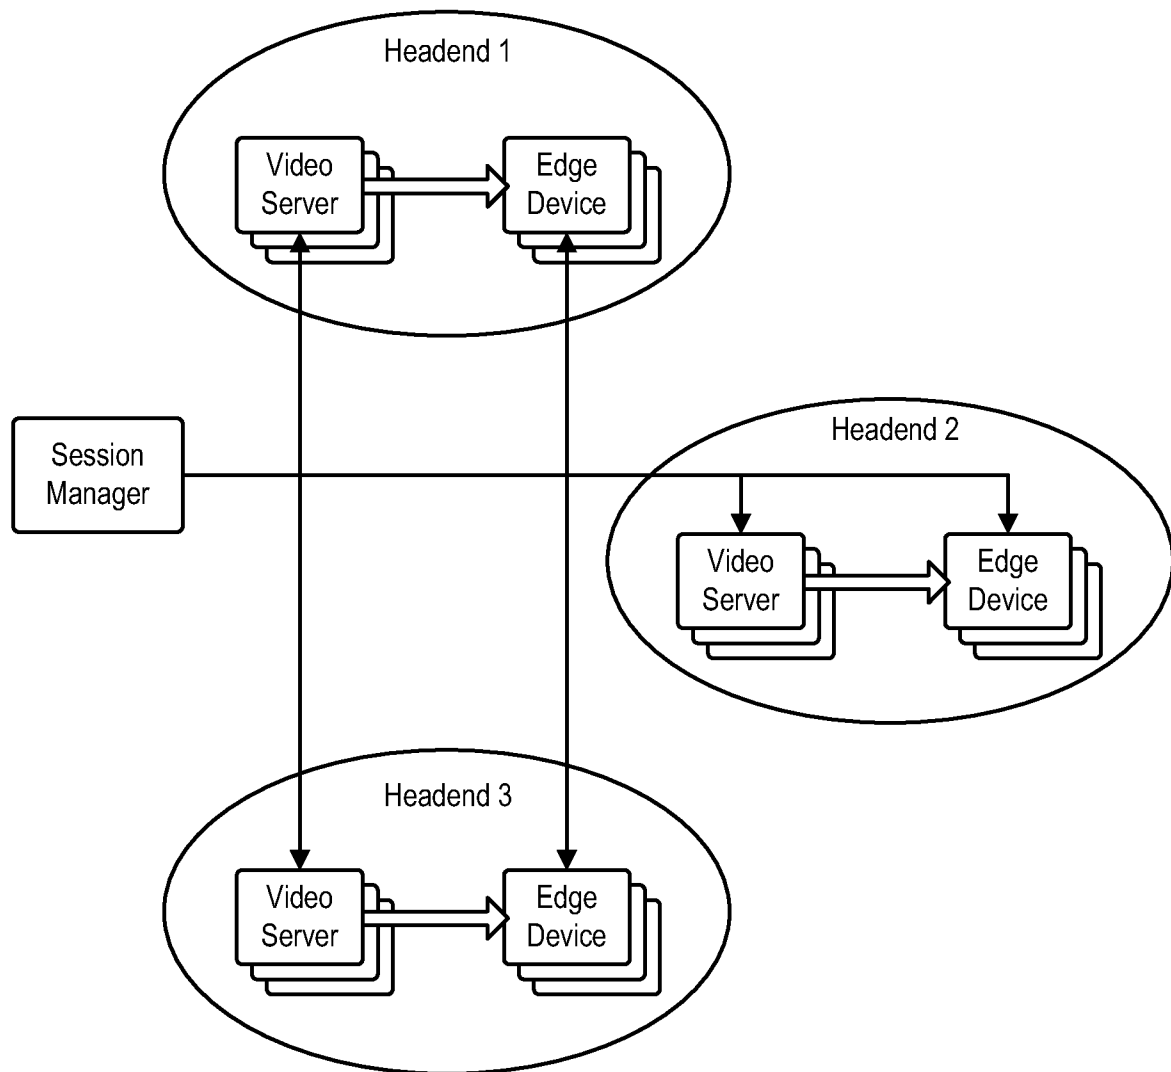 Headend 1
Video
Server
Edge
Device
Session
Manager
Headend 2
Video
Server
Edge
Device
Headend 3
Video
Server
Edge
Device